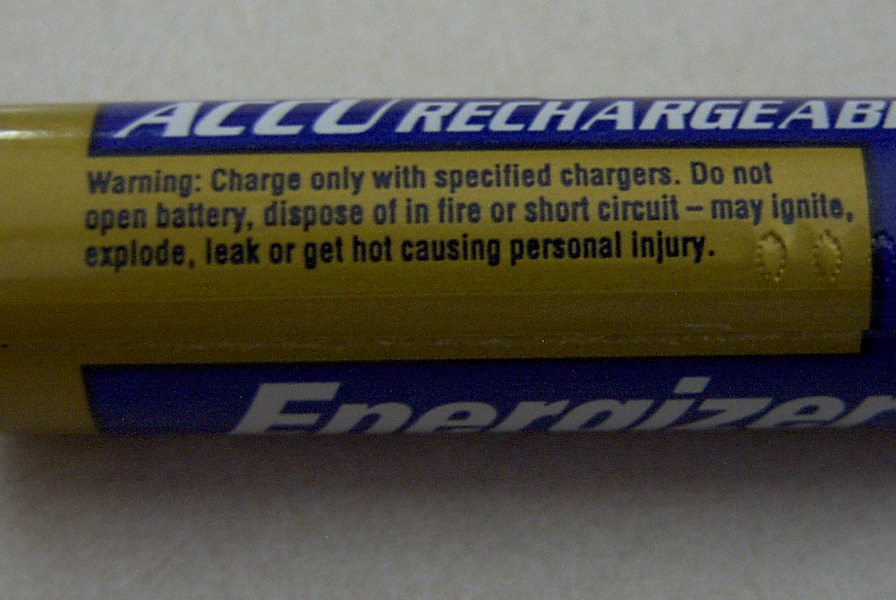 ACCU RECHARGEABL
Warning: Charge only with specified chargers. Do not
open battery, dispose of in fire or short circuit – may ignite,
explode, leak or get hot causing personal injury.
Energizer